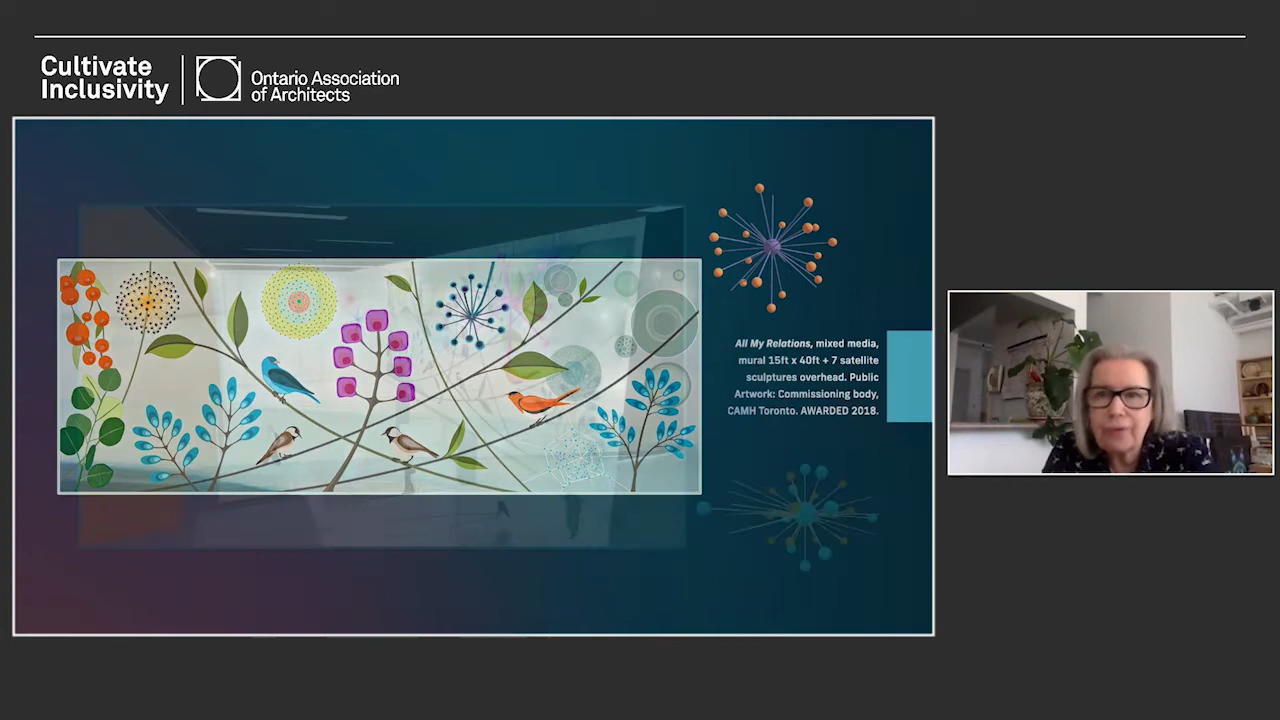 Cultivate
Inclusivity
Ontario Association
of Architects
All My Relations, mixed media,
mural 15ft x 40ft + 7 satellite
sculptures overhead. Public
Artwork: Commissioning body,
CAMH Toronto. AWARDED 2018.